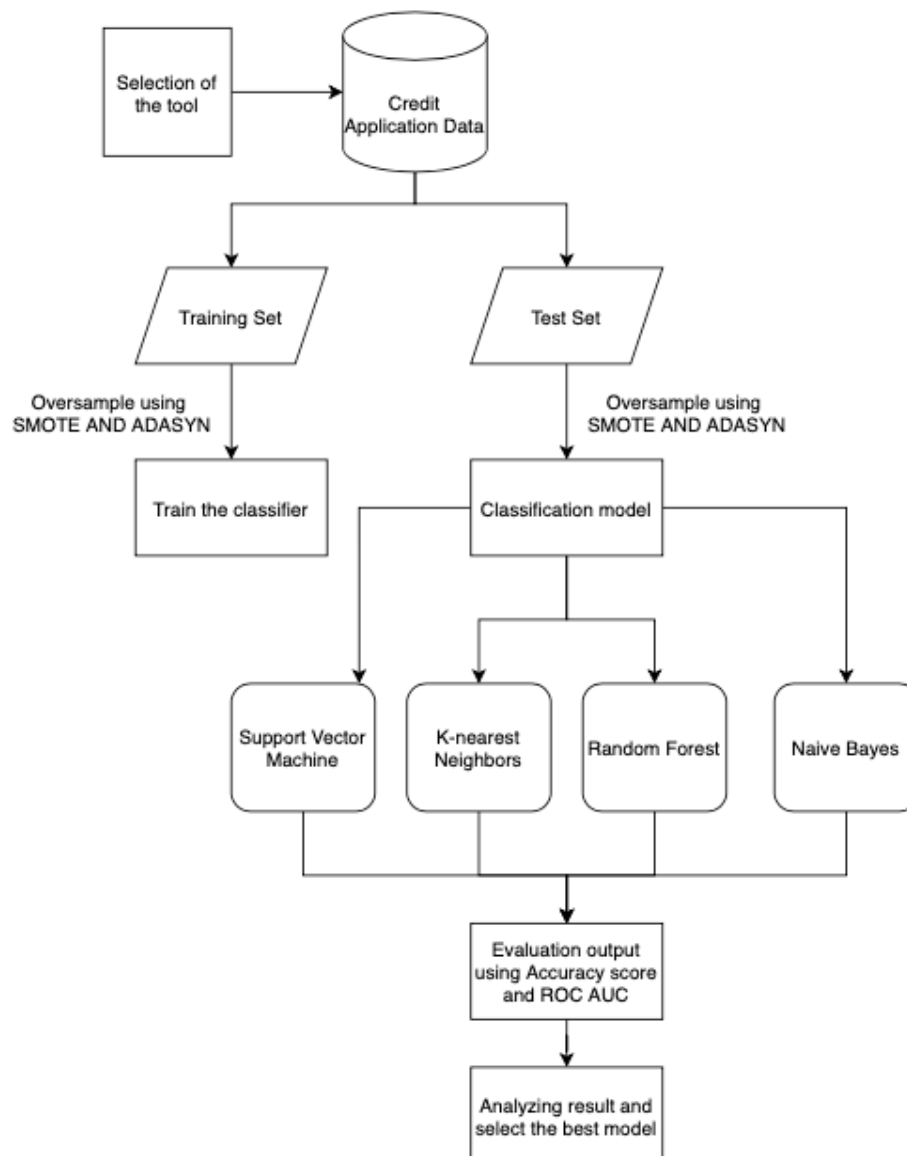 Selection of
the tool
Credit
Application Data
Training Set
Test Set
Oversample using
SMOTE AND ADASYN
Oversample using
SMOTE AND ADASYN
Train the classifier
Classification model
Support Vector
Machine
K-nearest
Neighbors
Random Forest
Naive Bayes
Evaluation output
using Accuracy score
and ROC AUC
Analyzing result and
select the best model